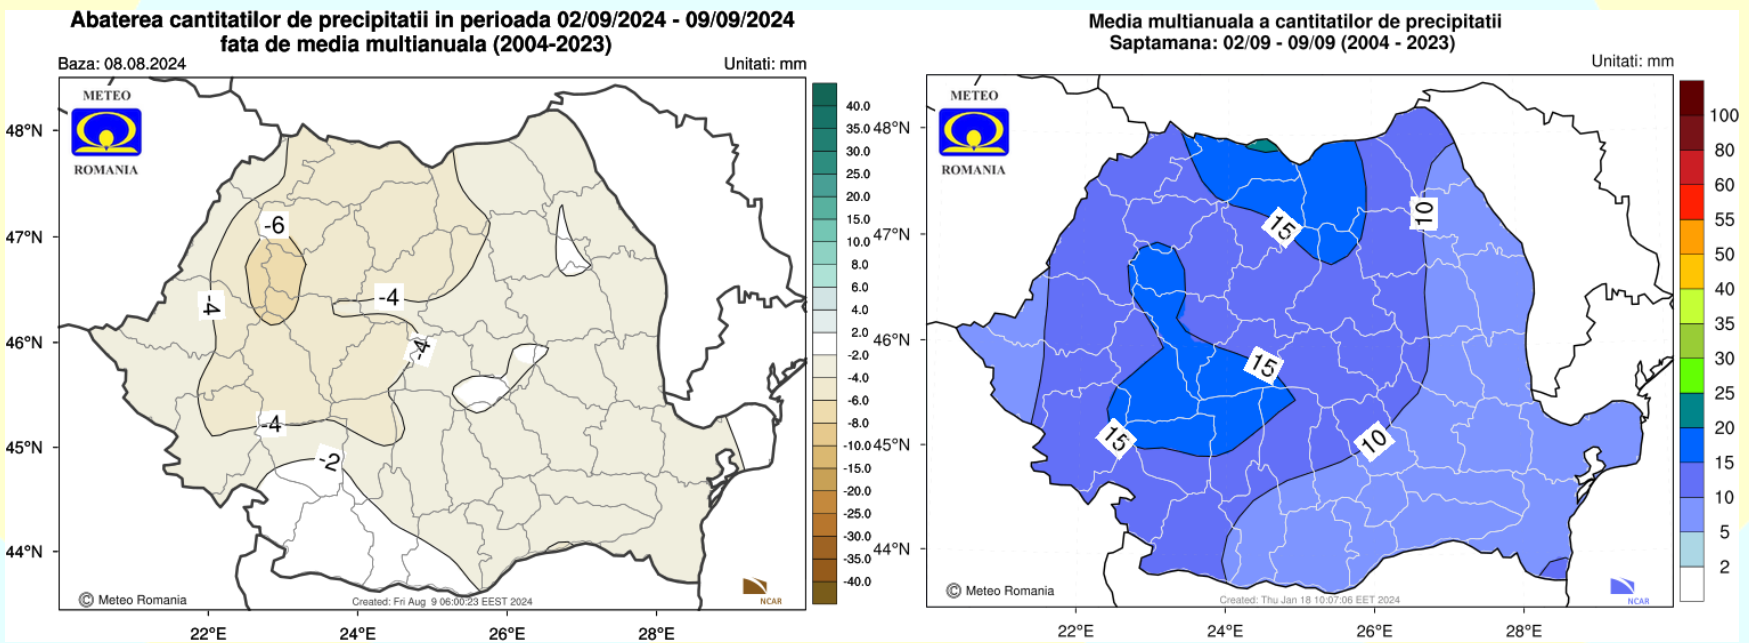 Abaterea cantitatilor de precipitatii in perioada 02/09/2024 - 09/09/2024
fata de media multianuala (2004-2023)
Baza: 08.08.2024
Unitati: mm
METEO
ROMANIA
48°N
47°N
46°N
45°N
44°N
-6
-4
-4
-4
-4
-2
40.0
35.0
30.0
25.0
20.0
15.0
10.0
8.0
6.0
4.0
2.0
-2.0
-4.0
-6.0
-8.0
-10.0
-15.0
-20.0
-25.0
-30.0
-35.0
-40.0
© Meteo Romania
Created: Fri Aug 9 06:00:23 EEST 2024
NCAR
22°E
24°E
26°E
28°E
Media multianuala a cantitatilor de precipitatii
Saptamana: 02/09 - 09/09 (2004 - 2023)
Unitati: mm
METEO
ROMANIA
48°N
47°N
46°N
45°N
44°N
15
10
15
15
10
100
80
60
55
50
45
40
35
30
25
20
15
10
5
2
© Meteo Romania
Created: Thu Jan 18 10:07:06 EET 2024
NCAR
22°E
24°E
26°E
28°E